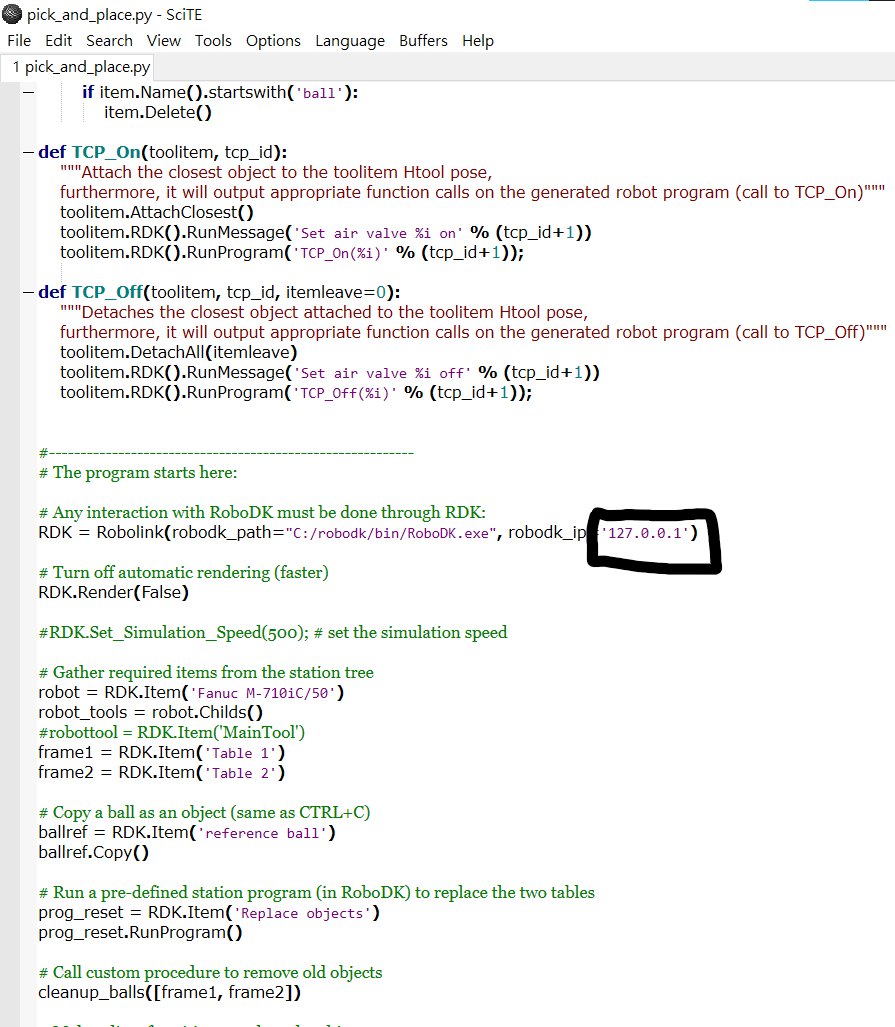 pick_and_place.py - SciTE
File Edit Search View Tools Options Language Buffers Help
1 pick_and_place.py
if item.Name().startswith('ball'):
item.Delete()
def TCP_On(toolitem, tcp_id):
"""Attach the closest object to the toolitem Htool pose,
furthermore, it will output appropriate function calls on the generated robot program (call to TCP_On)"""
toolitem.AttachClosest()
toolitem.RDK().RunMessage('Set air valve %i on' % (tcp_id+1))
toolitem.RDK().RunProgram('TCP_On(%i)' % (tcp_id+1));
def TCP_Off(toolitem, tcp_id, itemleave=0):
"""Detaches the closest object attached to the toolitem Htool pose,
furthermore, it will output appropriate function calls on the generated robot program (call to TCP_Off)"""
toolitem.DetachAll(itemleave)
toolitem.RDK().RunMessage('Set air valve %i off' % (tcp_id+1))
toolitem.RDK().RunProgram('TCP_Off(%i)' % (tcp_id+1));
#----------------------------------------------------------
# The program starts here:
# Any interaction with RoboDK must be done through RDK:
RDK = Robolink(robodk_path="C:/robodk/bin/RoboDK.exe", robodk_ip='127.0.0.1')
# Turn off automatic rendering (faster)
RDK.Render(False)
#RDK.Set_Simulation_Speed(500); # set the simulation speed
# Gather required items from the station tree
robot = RDK.Item('Fanuc M-710iC/50')
robot_tools = robot.Childs()
#robottool = RDK.Item('MainTool')
frame1 = RDK.Item('Table 1')
frame2 = RDK.Item('Table 2')
# Copy a ball as an object (same as CTRL+C)
ballref = RDK.Item('reference ball')
ballref.Copy()
# Run a pre-defined station program (in RoboDK) to replace the two tables
prog_reset = RDK.Item('Replace objects')
prog_reset.RunProgram()
# Call custom procedure to remove old objects
cleanup_balls([frame1, frame2])